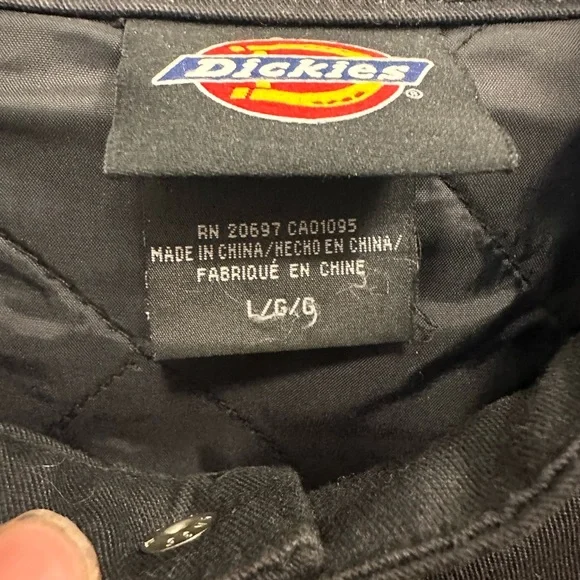 Dickies®
RN 20697 CA01095
MADE IN CHINA/HECHO EN CHINA/
FABRIQUÉ EN CHINE
L/G/G